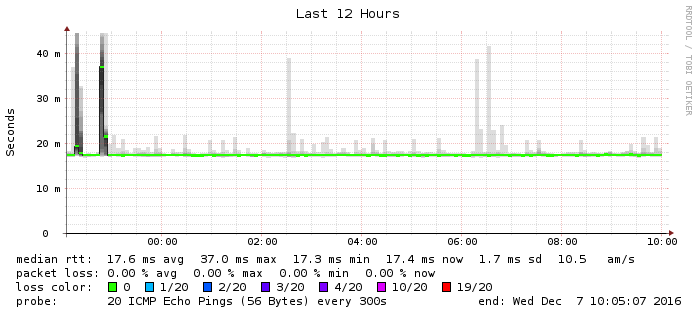 Last 12 Hours
RRDTOOL / TOBI OETIKER
Seconds
40 m
30 m
20 m
10 m
0
00:00 02:00 04:00 06:00 08:00 10:00
median rtt: 17.6 ms avg 37.0 ms max 17.3 ms min 17.4 ms now 1.7 ms sd 10.5 am/s
packet loss: 0.00 % avg 0.00 % max 0.00 % min 0.00 % now
loss color: 0 1/20 2/20 3/20 4/20 10/20 19/20
probe: 20 ICMP Echo Pings (56 Bytes) every 300s end: Wed Dec 7 10:05:07 2016